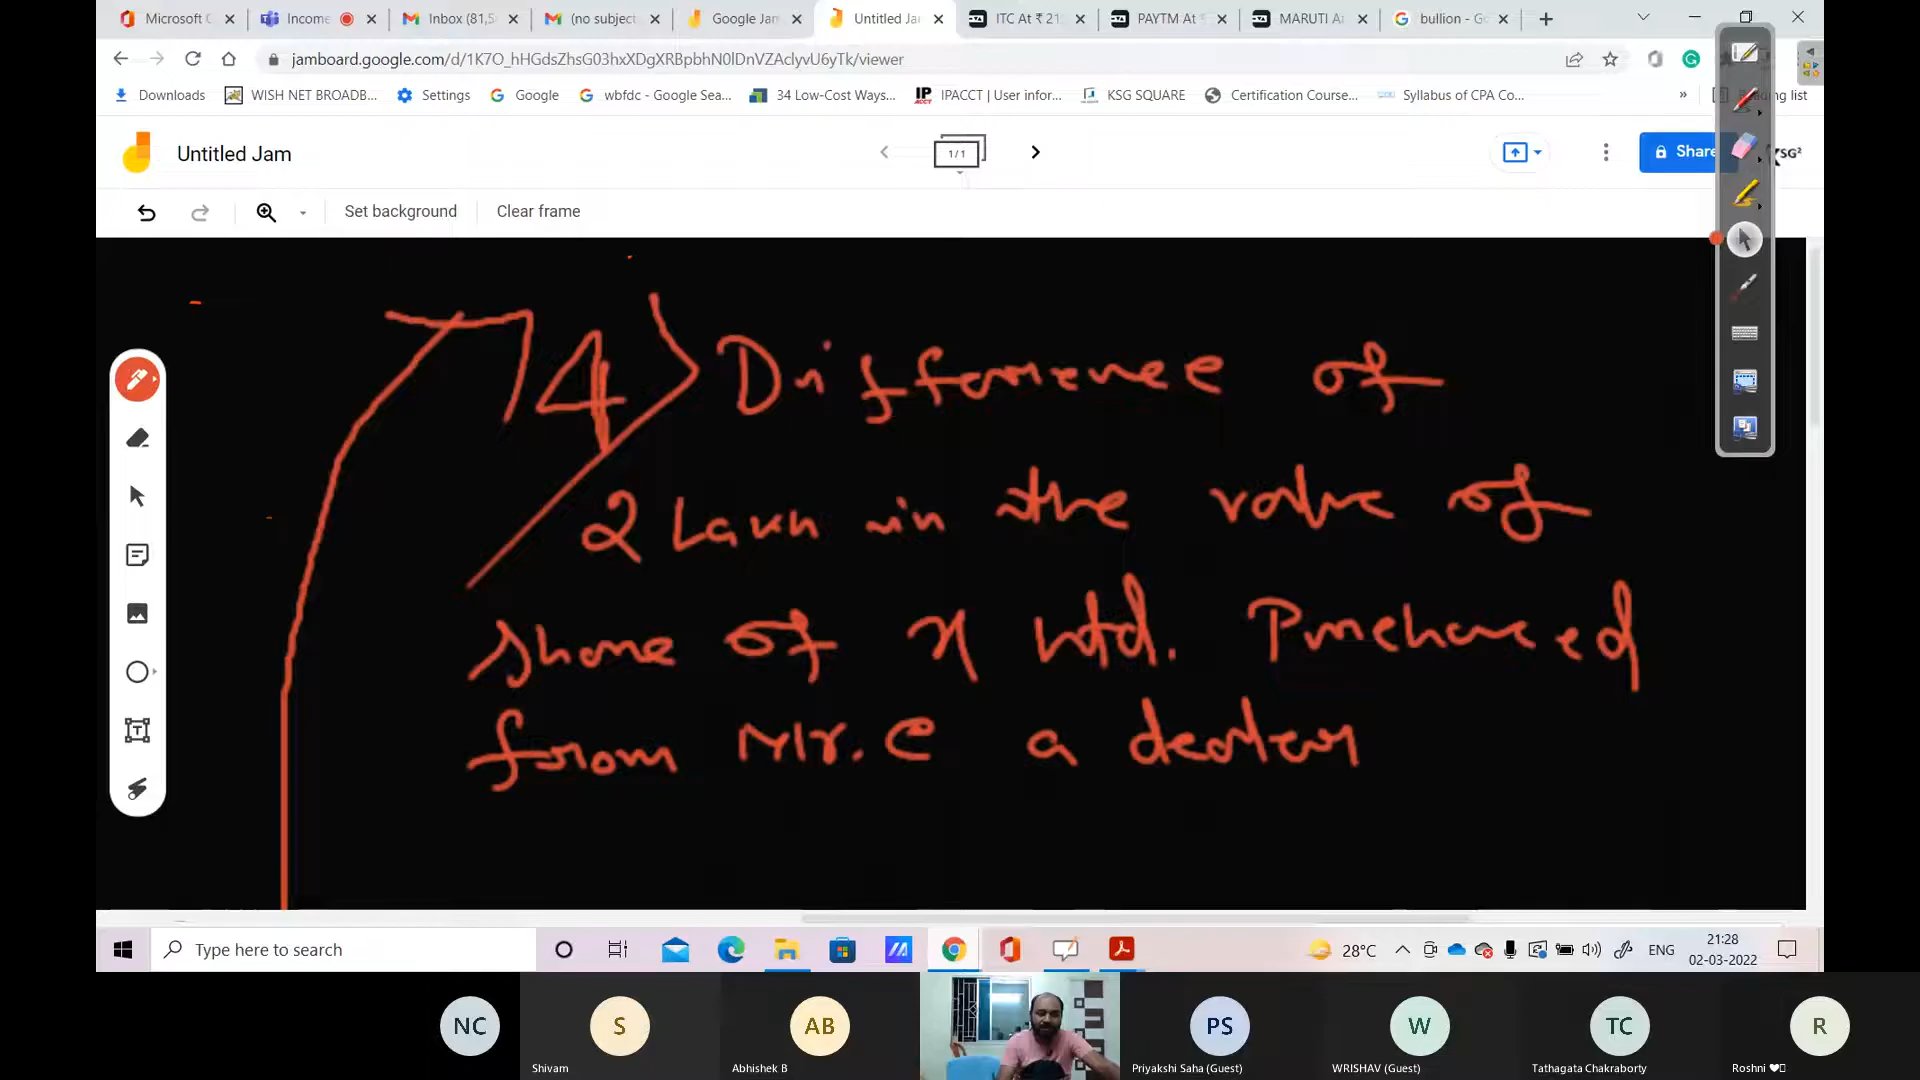 Microsoft O
Income
Inbox (81,5
(no subject
Google Jam
Untitled Ja
ITC At ₹ 21
PAYTM At ₹
MARUTI A
bullion - G
jamboard.google.com/d/1K7O_hHGdsZhsG03hxXDgXRBpbhN0lDnVZAclyvU6yTk/viewer
Downloads
WISH NET BROADB...
Settings
Google
wbfdc - Google Sea...
34 Low-Cost Ways...
IPACCT | User infor...
KSG SQUARE
Certification Course...
Syllabus of CPA Co...
»
ing list
Untitled Jam
1/1
Share
SG²
Set background
Clear frame
4 Difference of
2 Lakh in the value of
share of X Ltd. Purchased
from Mr. C a dealer
Type here to search
28°C
ENG
21:28
02-03-2022
NC
S
AB
PS
W
TC
R
Shivam
Abhishek B
Priyakshi Saha (Guest)
WRISHAV (Guest)
Tathagata Chakraborty
Roshni ❤